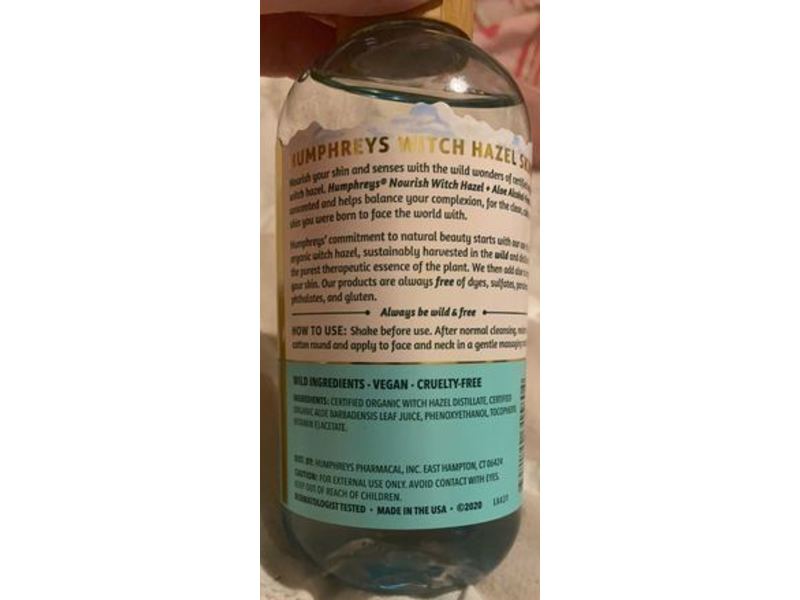 HUMPHREYS WITCH HAZEL
Nourish your skin and senses with the wild wonders of
witch hazel. Humphreys® Nourish Witch Hazel + Aloe Alcohol
unscented and helps balance your complexion, for the clean,
skin you were born to face the world with.
Humphreys' commitment to natural beauty starts with our
organic witch hazel, sustainably harvested in the wild and
the purest therapeutic essence of the plant. We then add aloe
your skin. Our products are always free of dyes, sulfates,
phthalates, and gluten.
Always be wild & free
HOW TO USE: Shake before use. After normal cleansing,
cotton round and apply to face and neck in a gentle massaging
WILD INGREDIENTS • VEGAN • CRUELTY-FREE
INGREDIENTS: CERTIFIED ORGANIC WITCH HAZEL DISTILLATE, CERTIFIED
ORGANIC ALOE BARBADENSIS LEAF JUICE, PHENOXYETHANOL,
VITAMIN E) ACETATE.
DIST. BY: HUMPHREYS PHARMACAL, INC. EAST HAMPTON, CT 06424
CAUTION: FOR EXTERNAL USE ONLY. AVOID CONTACT WITH EYES.
KEEP OUT OF REACH OF CHILDREN.
DERMATOLOGIST TESTED • MADE IN THE USA • ©2020